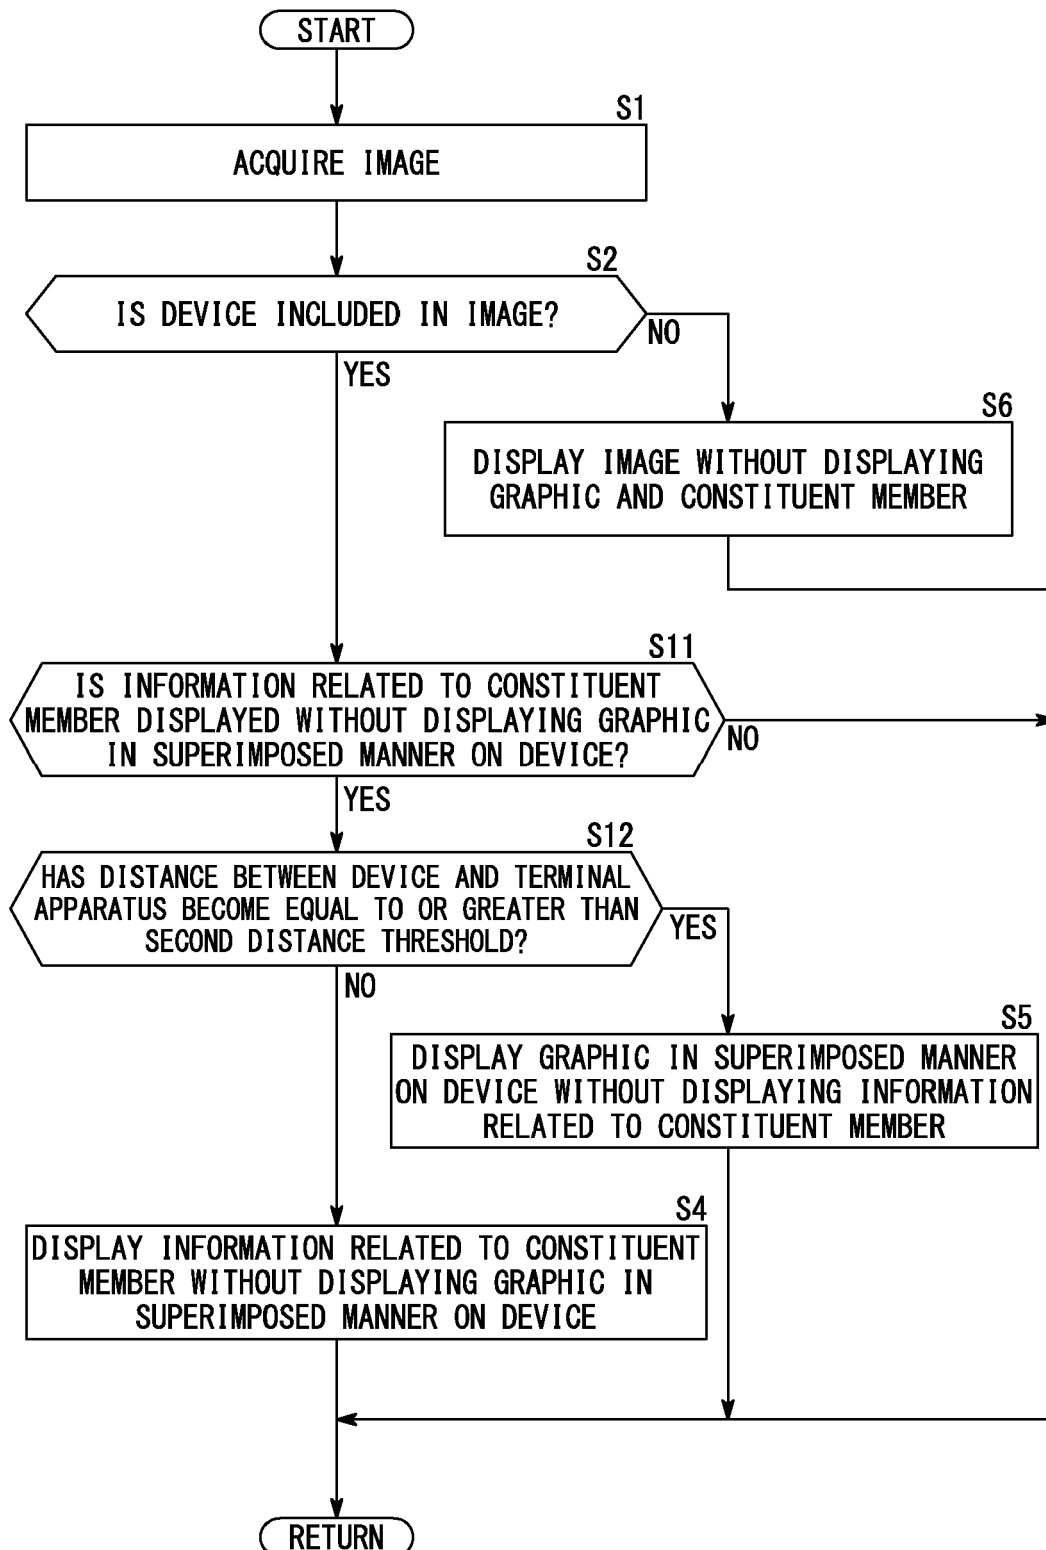 START
S1
ACQUIRE IMAGE
S2
IS DEVICE INCLUDED IN IMAGE?
NO
YES
S6
DISPLAY IMAGE WITHOUT DISPLAYING
GRAPHIC AND CONSTITUENT MEMBER
S11
IS INFORMATION RELATED TO CONSTITUENT
MEMBER DISPLAYED WITHOUT DISPLAYING GRAPHIC
IN SUPERIMPOSED MANNER ON DEVICE?
NO
YES
S12
HAS DISTANCE BETWEEN DEVICE AND TERMINAL
APPARATUS BECOME EQUAL TO OR GREATER THAN
SECOND DISTANCE THRESHOLD?
YES
NO
S5
DISPLAY GRAPHIC IN SUPERIMPOSED MANNER
ON DEVICE WITHOUT DISPLAYING INFORMATION
RELATED TO CONSTITUENT MEMBER
S4
DISPLAY INFORMATION RELATED TO CONSTITUENT
MEMBER WITHOUT DISPLAYING GRAPHIC IN
SUPERIMPOSED MANNER ON DEVICE
RETURN